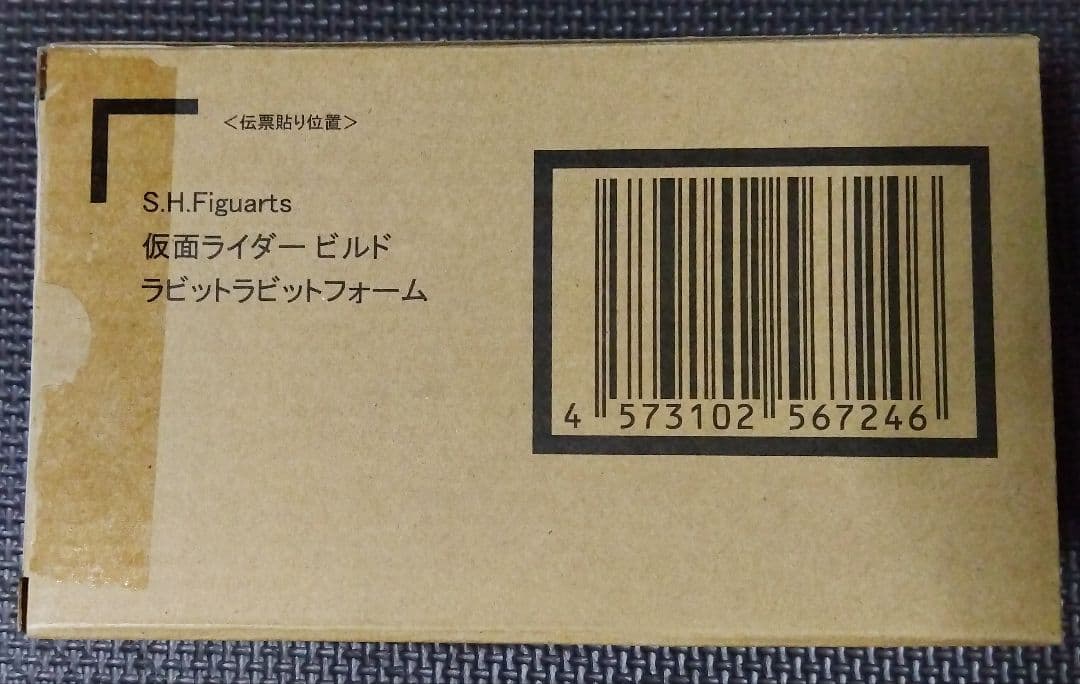 <伝票貼り位置>
S.H.Figuarts
仮面ライダー ビルド
ラビットラビットフォーム
4 573102 567246